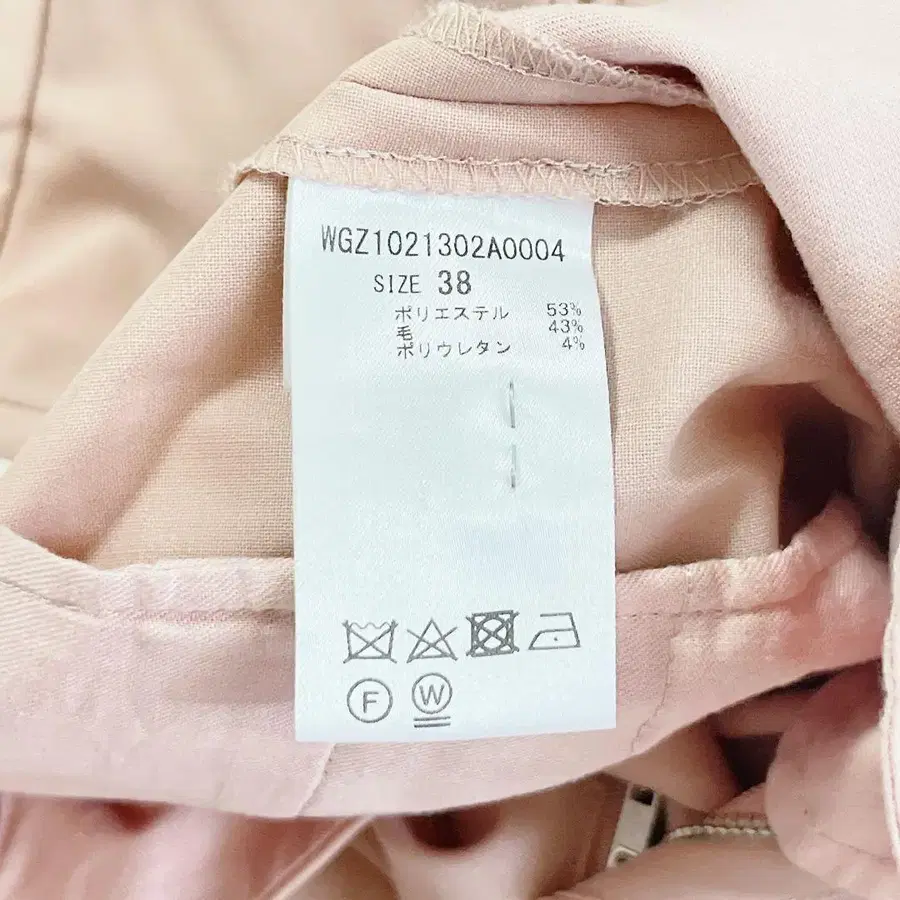 WGZ1021302A0004
SIZE 38
ポリエステル 53%
毛 43%
ポリウレタン 4%
F W